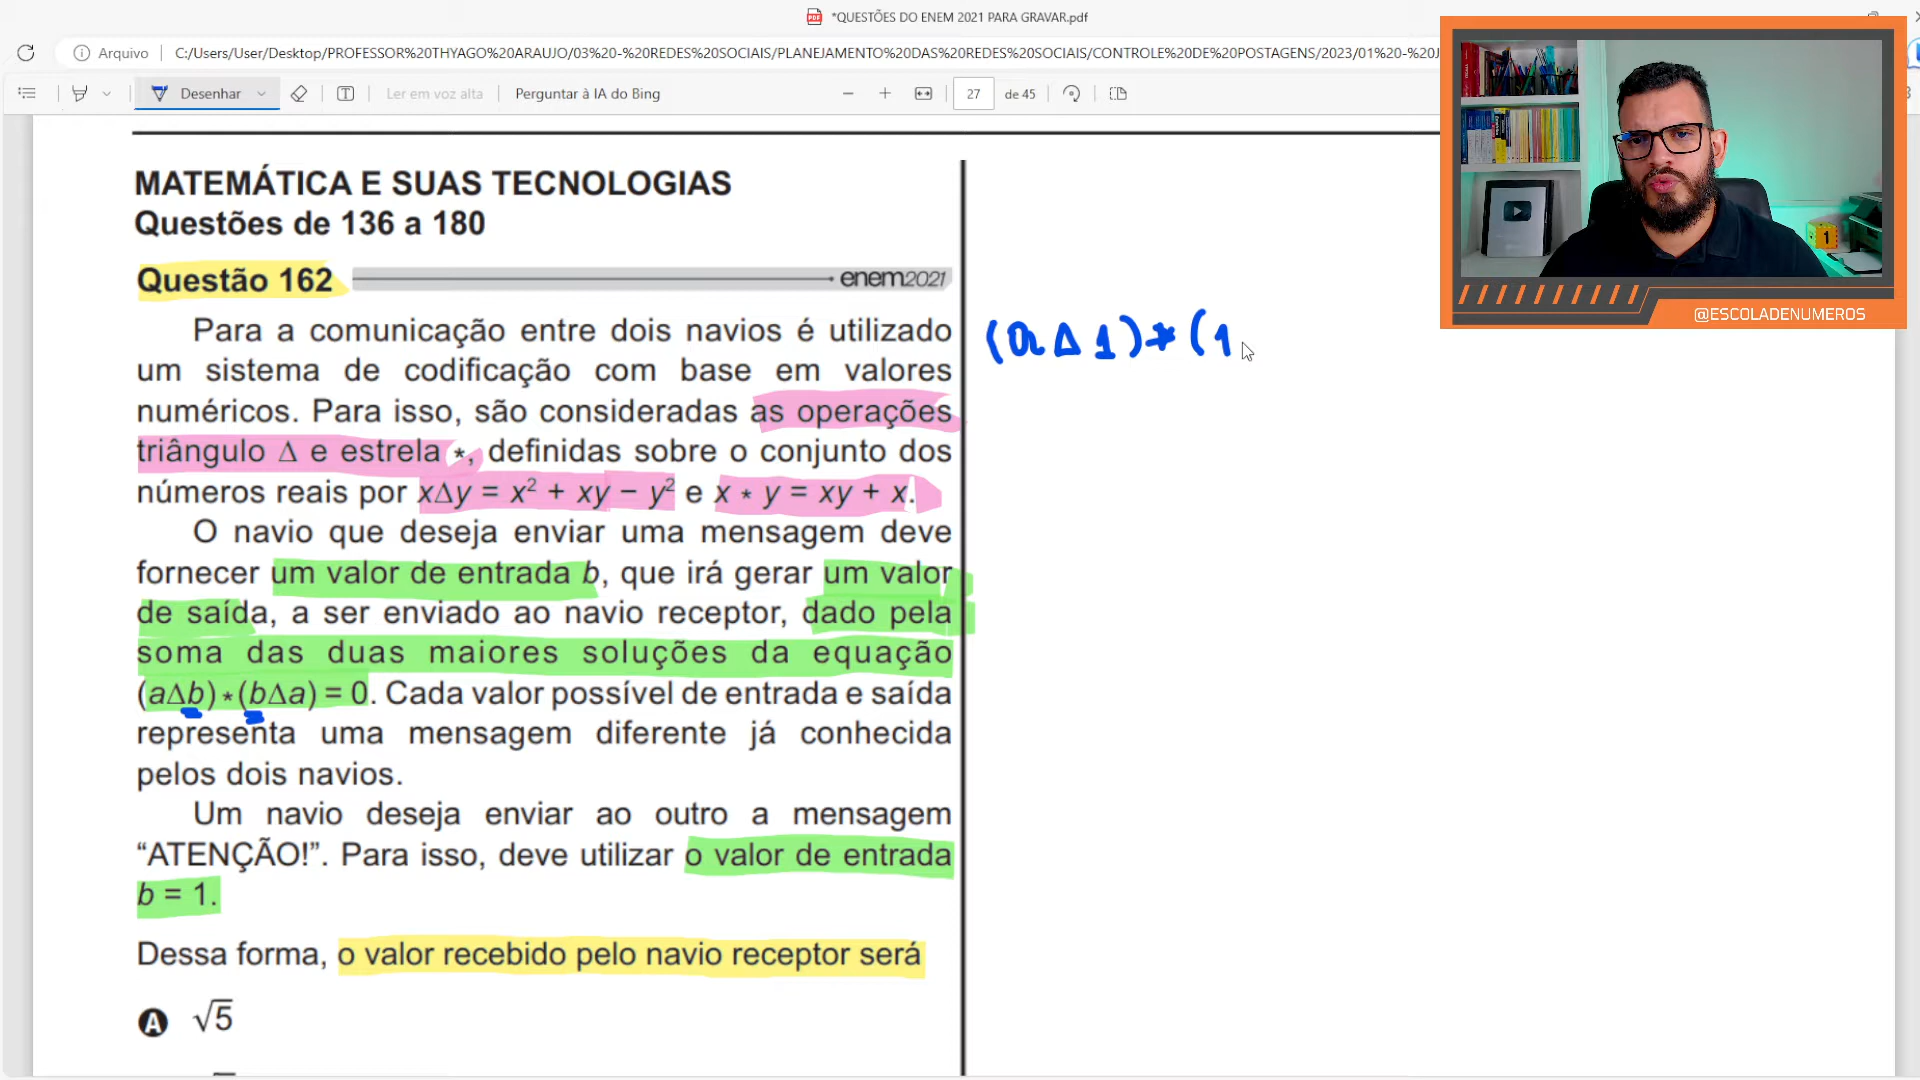 *QUESTÕES DO ENEM 2021 PARA GRAVAR.pdf
Arquivo C:/Users/User/Desktop/PROFESSOR%20THYAGO%20ARAUJO/03%20-%20REDES%20SOCIAIS/PLANEJAMENTO%20DAS%20REDES%20SOCIAIS/CONTROLE%20DE%20POSTAGENS/2023/01%20-%20J
Desenhar Ler em voz alta Perguntar à IA do Bing 27 de 45
MATEMÁTICA E SUAS TECNOLOGIAS
Questões de 136 a 180
Questão 162 enem2021
Para a comunicação entre dois navios é utilizado
um sistema de codificação com base em valores
numéricos. Para isso, são consideradas as operações
triângulo Δ e estrela *, definidas sobre o conjunto dos
números reais por xΔy = x² + xy − y² e x * y = xy + x.
O navio que deseja enviar uma mensagem deve
fornecer um valor de entrada b, que irá gerar um valor
de saída, a ser enviado ao navio receptor, dado pela
soma das duas maiores soluções da equação
(aΔb)*(bΔa) = 0. Cada valor possível de entrada e saída
representa uma mensagem diferente já conhecida
pelos dois navios.
Um navio deseja enviar ao outro a mensagem
“ATENÇÃO!”. Para isso, deve utilizar o valor de entrada
b = 1.
Dessa forma, o valor recebido pelo navio receptor será
A √5
(a Δ 1) * (1
1
@ESCOLADENUMEROS